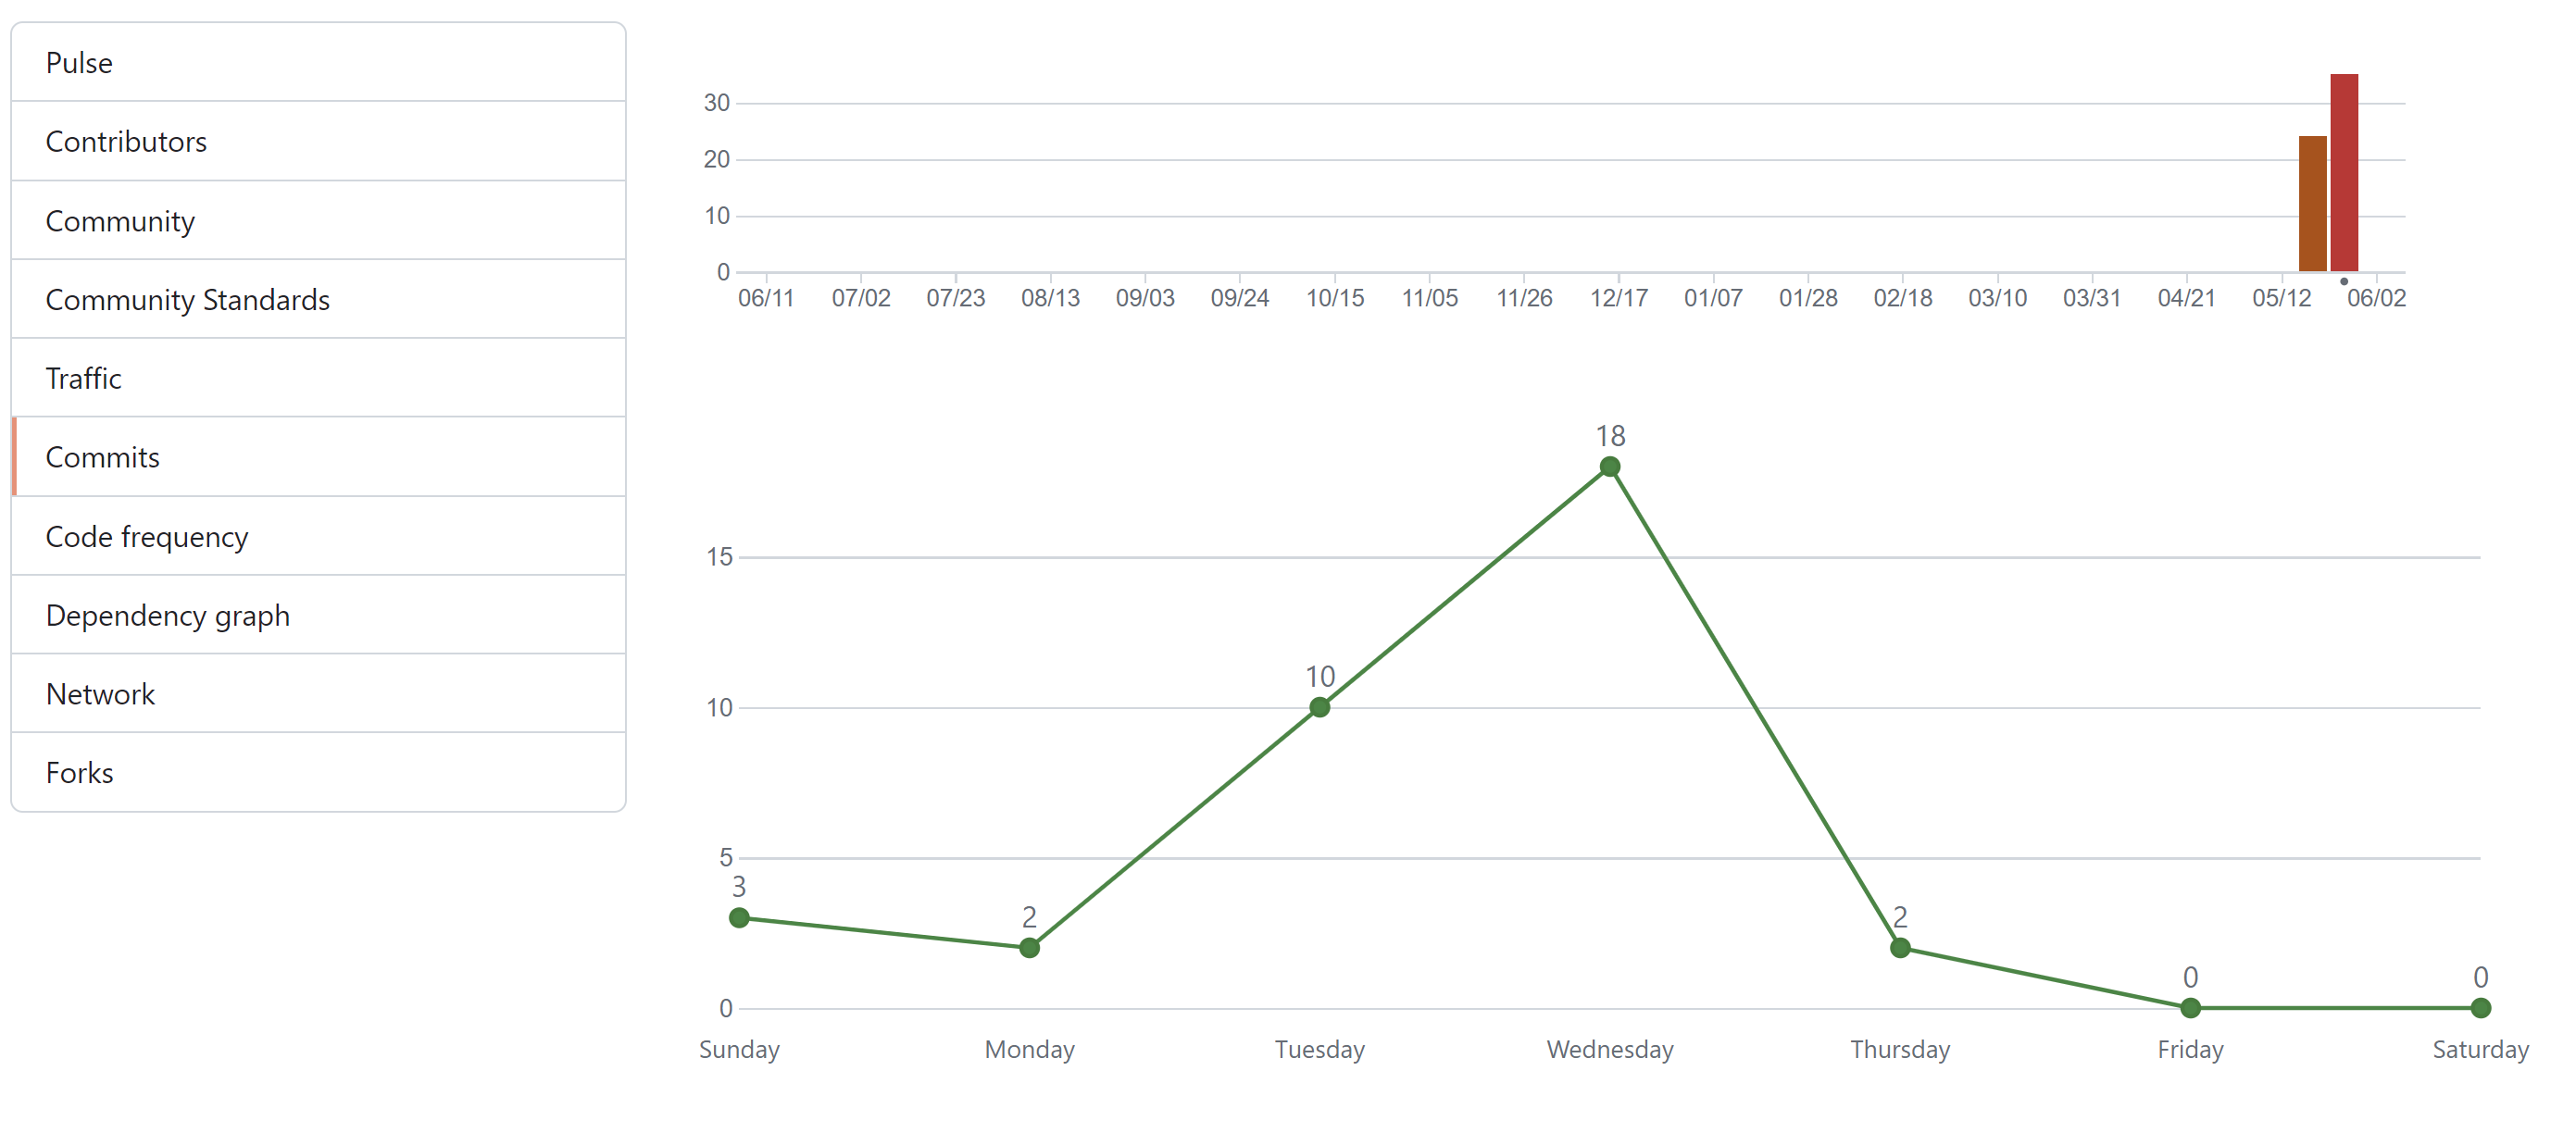 Pulse
Contributors
Community
Community Standards
Traffic
Commits
Code frequency
Dependency graph
Network
Forks
30
20
10
0
06/11 07/02 07/23 08/13 09/03 09/24 10/15 11/05 11/26 12/17 01/07 01/28 02/18 03/10 03/31 04/21 05/12 06/02
18
15
10
10
5
3
2
2
0
0
0
Sunday Monday Tuesday Wednesday Thursday Friday Saturday